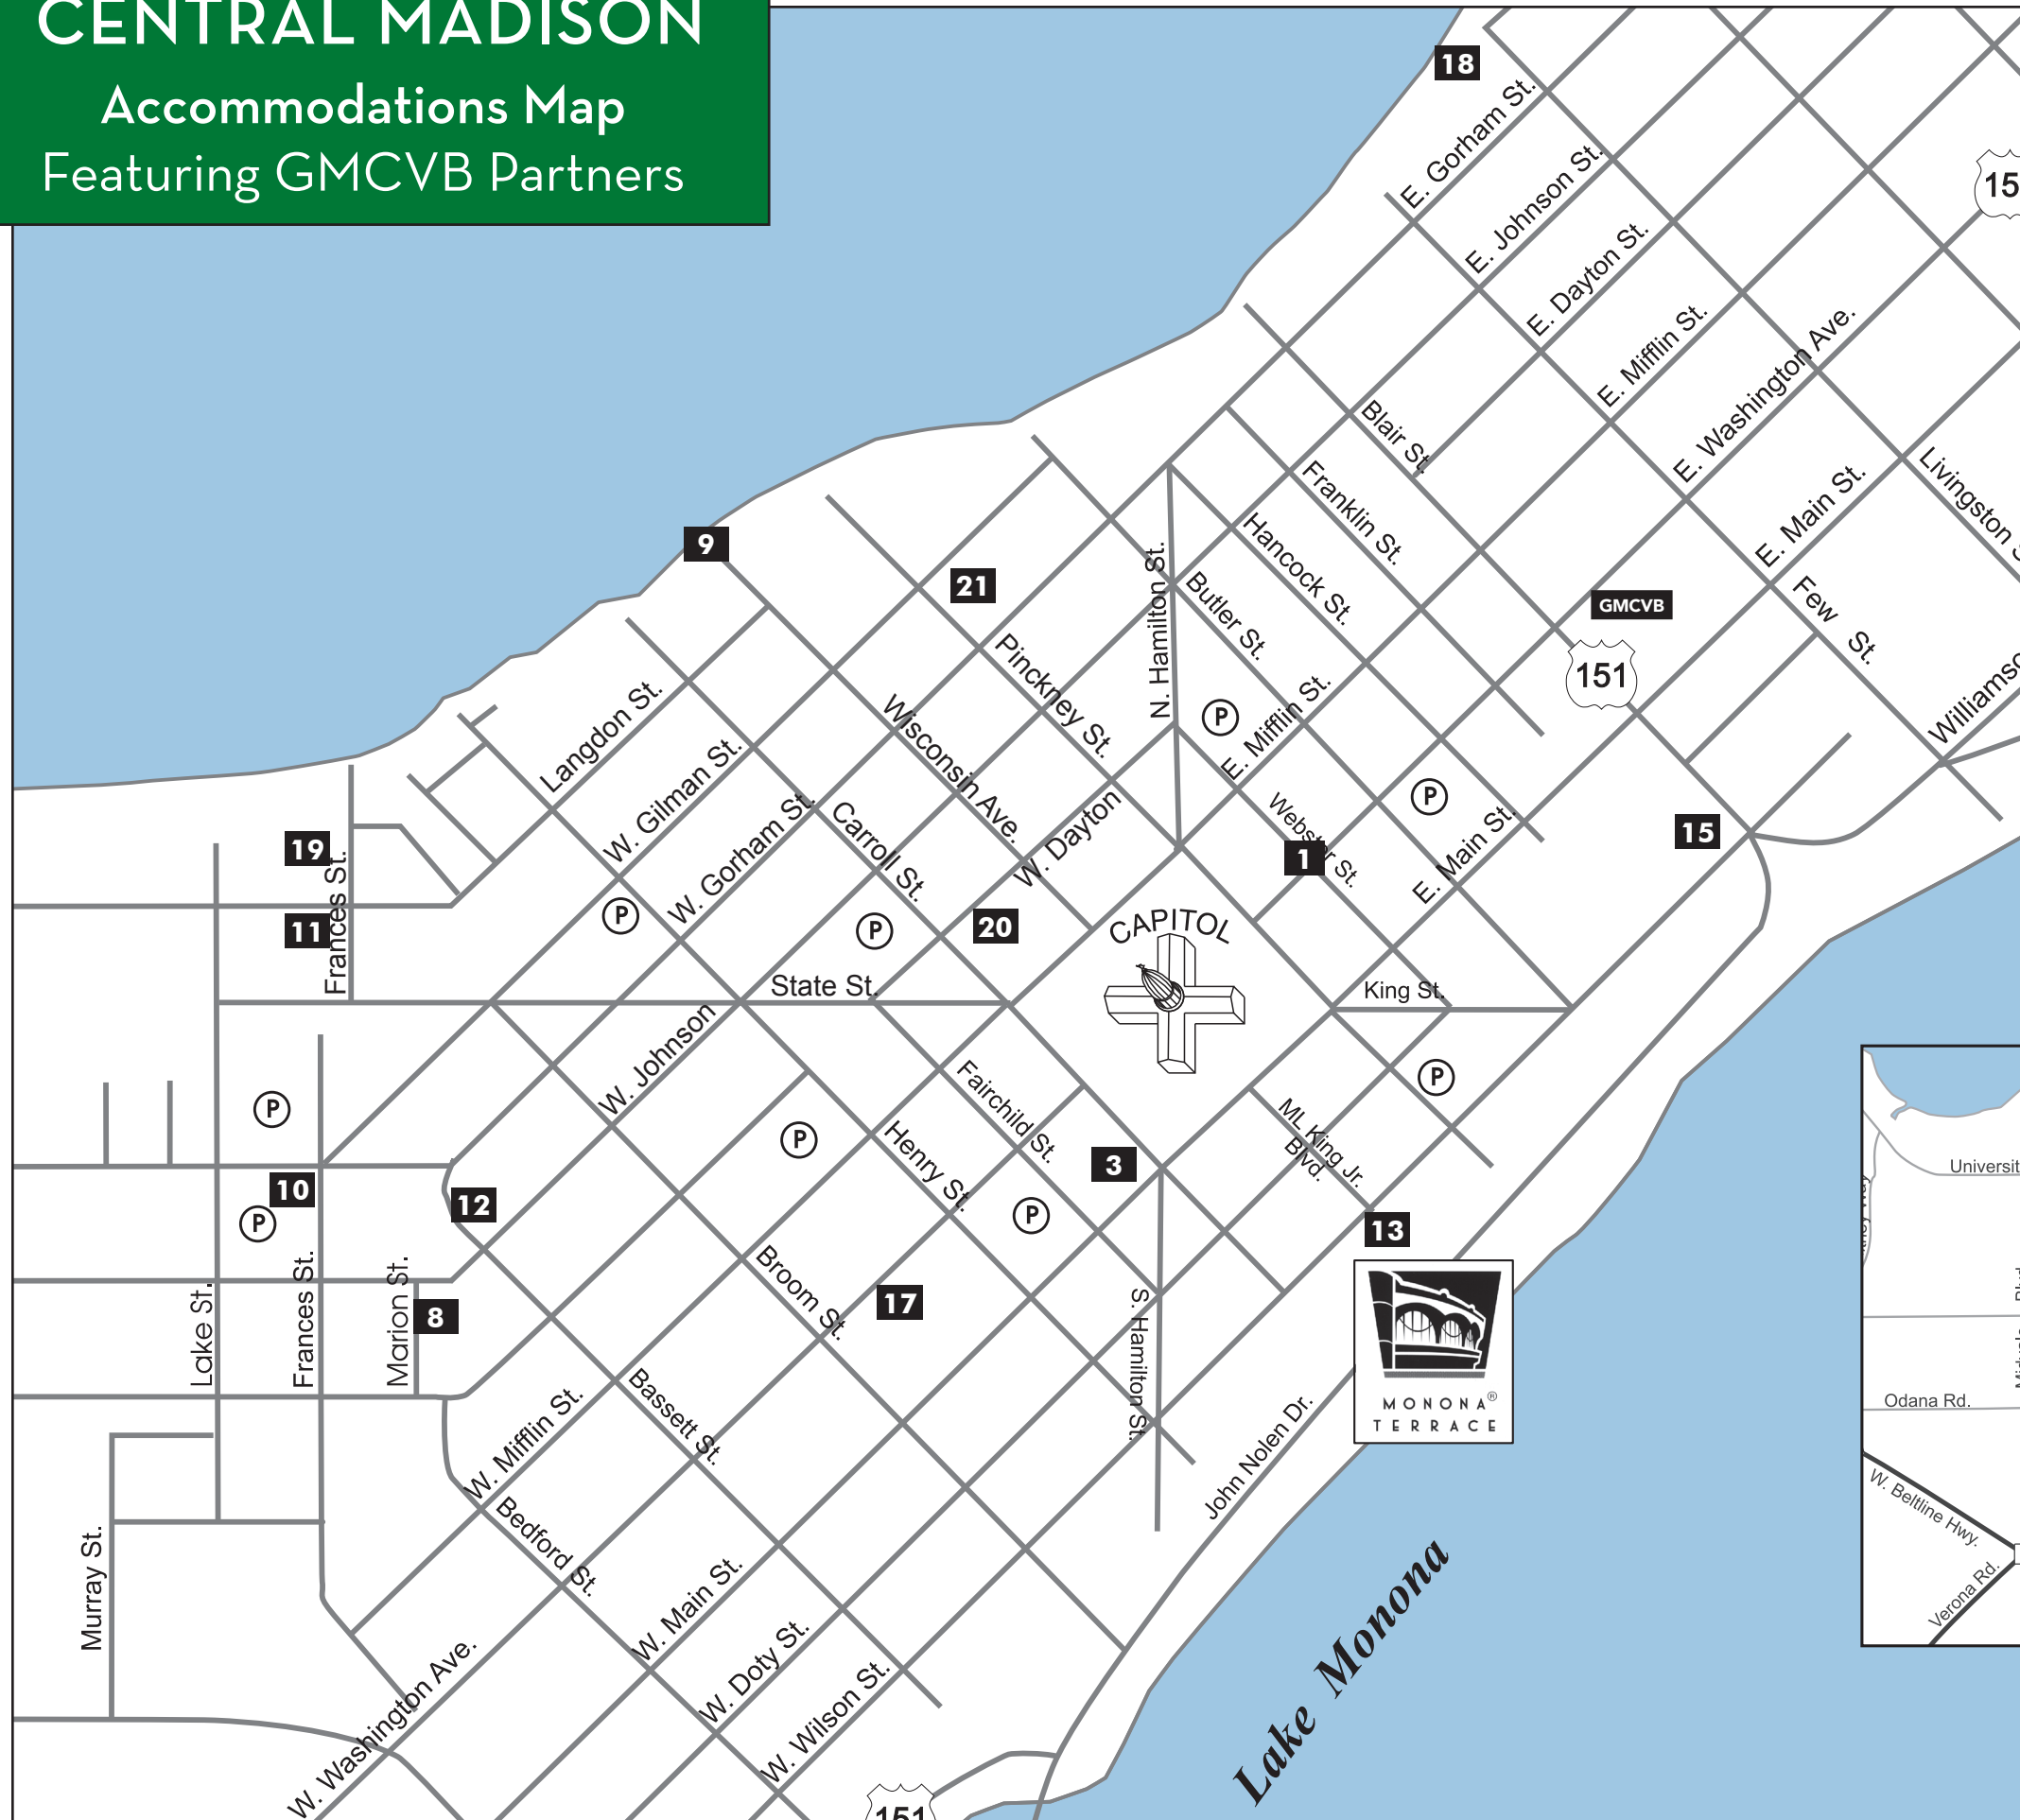 CENTRAL MADISON
Accommodations Map
Featuring GMCVB Partners
18
E. Gorham St.
E. Johnson St.
E. Dayton St.
E. Mifflin St.
E. Washington Ave.
E. Main St.
15
Blair St.
Franklin St.
Hancock St.
Butler St.
N. Hamilton St.
Livingston S
Few St.
Williamso
GMCVB
151
9
21
Pinckney St.
Wisconsin Ave.
Carroll St.
Langdon St.
W. Gilman St.
W. Gorham St.
W. Dayton
E. Mifflin St.
P
Webster St.
1
P
E. Main St.
15
19
Frances St.
11
P
P
20
CAPITOL
State St.
King St.
W. Johnson
P
P
Fairchild St.
Henry St.
3
P
ML King Jr.
Blvd.
P
13
10
P
12
Lake St.
Frances St.
Marion St.
8
Broom St.
17
S. Hamilton St.
MONONA®
TERRACE
John Nolen Dr.
W. Mifflin St.
Bassett St.
Bedford St.
Murray St.
W. Main St.
W. Doty St.
W. Wilson St.
W. Washington Ave.
151
Lake Monona
Universit
Odana Rd.
W. Beltline Hwy.
Verona Rd.